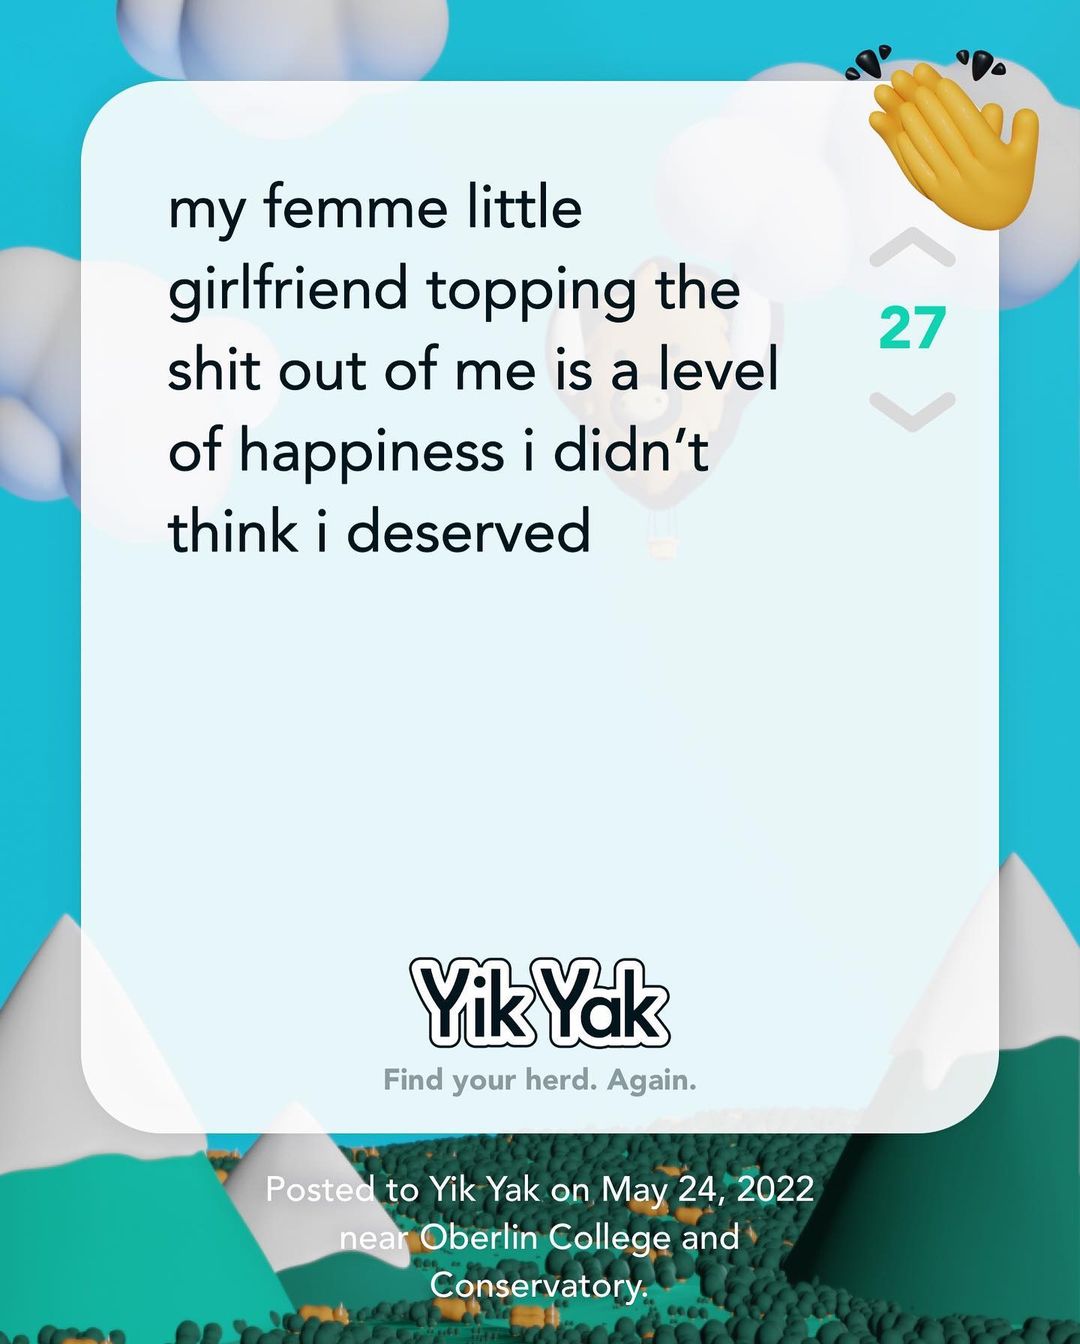 my femme little
girlfriend topping the
shit out of me is a level
of happiness i didn’t
think i deserved
27
Yik Yak
Find your herd. Again.
Posted to Yik Yak on May 24, 2022
near Oberlin College and
Conservatory.